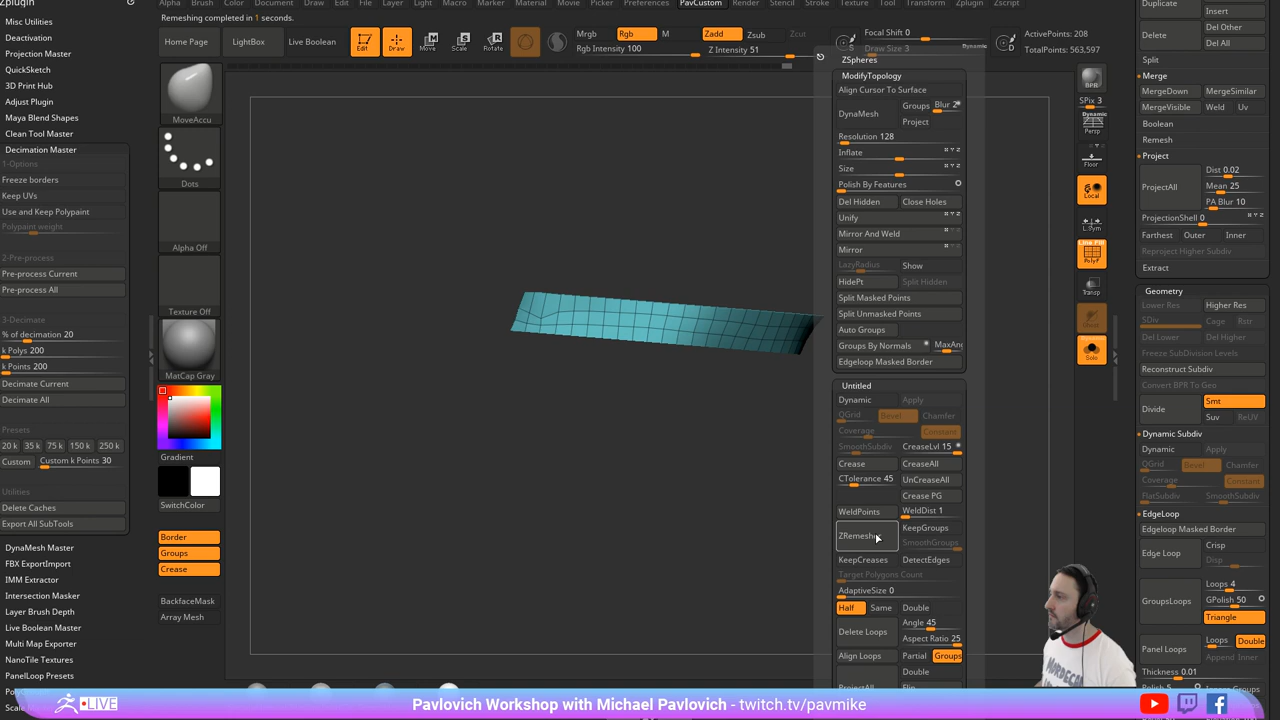 Zplugin
Alpha Brush Color Document Draw File Layer Light Macro Marker Material Movie Picker Preferences PavCustom Render Stencil Stroke Texture Tool Transform Zplugin Zscript
Remeshing completed in 1 seconds.
Misc Utilities
Deactivation
Projection Master
QuickSketch
3D Print Hub
Adjust Plugin
Maya Blend Shapes
Clean Tool Master
Decimation Master
1-Options
Freeze borders
Keep UVs
Use and Keep Polypaint
Polypaint weight
2-Pre-process
Pre-process Current
Pre-process All
3-Decimate
% of decimation 20
k Polys 200
k Points 200
Decimate Current
Decimate All
Presets
20 k 35 k 75 k 150 k 250 k
Custom Custom k Points 30
Utilities
Delete Caches
Export All SubTools
DynaMesh Master
FBX ExportImport
IMM Extractor
Intersection Masker
Layer Brush Depth
Live Boolean Master
Multi Map Exporter
NanoTile Textures
PanelLoop Presets
Home Page LightBox Live Boolean
Edit Draw Move Scale Rotate
Mrgb Rgb M Zadd Zsub Zcut
Rgb Intensity 100 Z Intensity 51
Focal Shift 0
Draw Size 3 Dynamic
ActivePoints: 208
TotalPoints: 563,597
MoveAccu
Dots
Alpha Off
Texture Off
MatCap Gray
Gradient
SwitchColor
Border
Groups
Crease
BackfaceMask
Array Mesh
ZSpheres
ModifyTopology
Align Cursor To Surface
DynaMesh Groups Blur 2
Project
Resolution 128
Inflate
Size
Polish By Features
Del Hidden Close Holes
Unify
Mirror And Weld
Mirror
LazyRadius Show
HidePt Split Hidden
Split Masked Points
Split Unmasked Points
Auto Groups
Groups By Normals MaxAn
Edgeloop Masked Border
Untitled
Dynamic Apply
QGrid Bevel Chamfer
Coverage Constant
SmoothSubdiv CreaseLvl 15
Crease CreaseAll
CTolerance 45 UnCreaseAll
Crease PG
WeldPoints WeldDist 1
ZRemeshe KeepGroups
SmoothGroups
KeepCreases DetectEdges
Target Polygons Count
AdaptiveSize 0
Half Same Double
Delete Loops Angle 45
Aspect Ratio 25
Align Loops Partial Groups
Double
ProjectAll Flip
BPR
SPix 3
Dynamic
Persp
Floor
Local
L.Sym
Line Fill
PolyF
Transp
Ghost
Solo
Duplicate Insert
Delete Del Other
Del All
Split
Merge
MergeDown MergeSimilar
MergeVisible Weld Uv
Boolean
Remesh
Project
ProjectAll Dist 0.02
Mean 25
PA Blur 10
ProjectionShell 0
Farthest Outer Inner
Reproject Higher Subdiv
Extract
Geometry
Lower Res Higher Res
SDiv Cage Rstr
Del Lower Del Higher
Freeze SubDivision Levels
Reconstruct Subdiv
Convert BPR To Geo
Divide Smt
Suv ReUV
Dynamic Subdiv
Dynamic Apply
QGrid Bevel Chamfer
Coverage Constant
FlatSubdiv SmoothSubdiv
EdgeLoop
Edgeloop Masked Border
Edge Loop Crisp
Disp
GroupsLoops Loops 4
GPolish 50
Triangle
Panel Loops Loops Double
Append Inner
Thickness 0.01
LIVE
Pavlovich Workshop with Michael Pavlovich - twitch.tv/pavmike